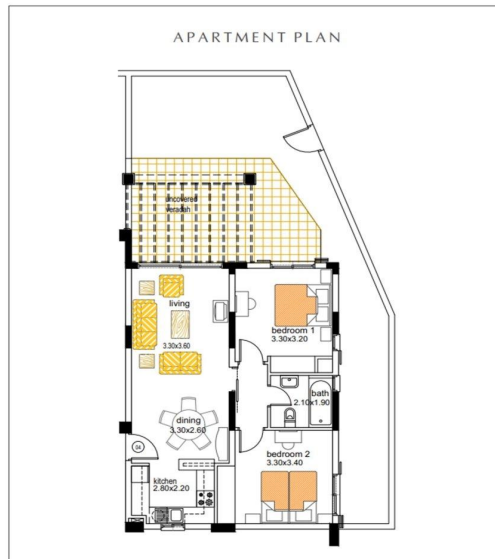 APARTMENT PLAN
uncovered
veradah
living
3.30x3.60
bedroom 1
3.30x3.20
bath
2.10x1.90
dining
3.30x2.60
04
bedroom 2
3.30x3.40
kitchen
2.80x2.20